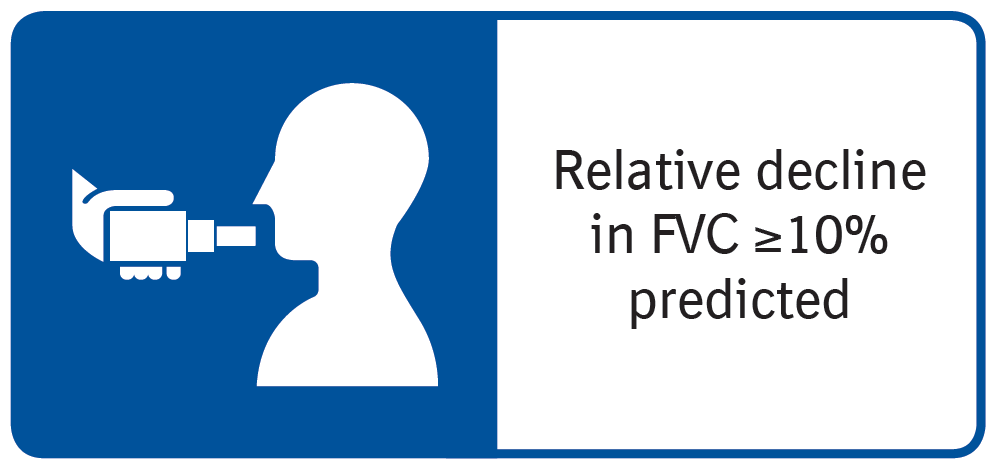 Relative decline
in FVC ≥10%
predicted